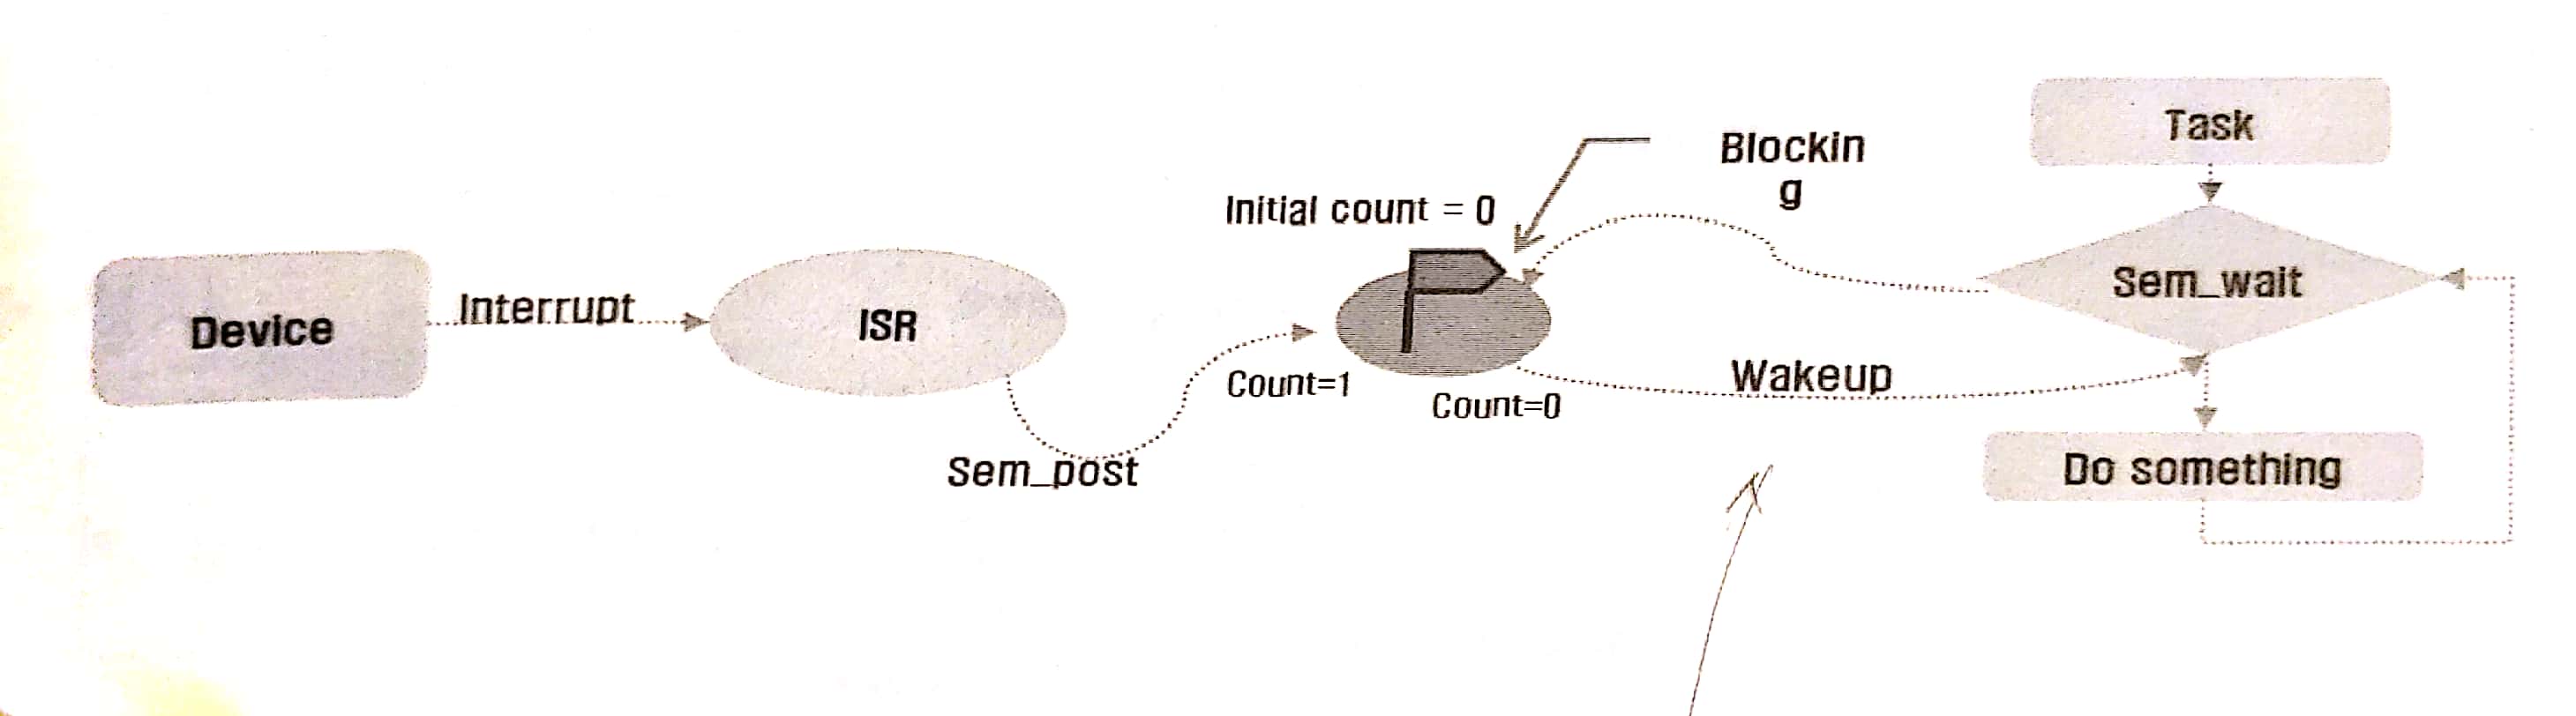 Device
Interrupt
ISR
Sem_post
Initial count = 0
Count=1
Count=0
Blockin
g
Wakeup
Task
Sem_wait
Do something